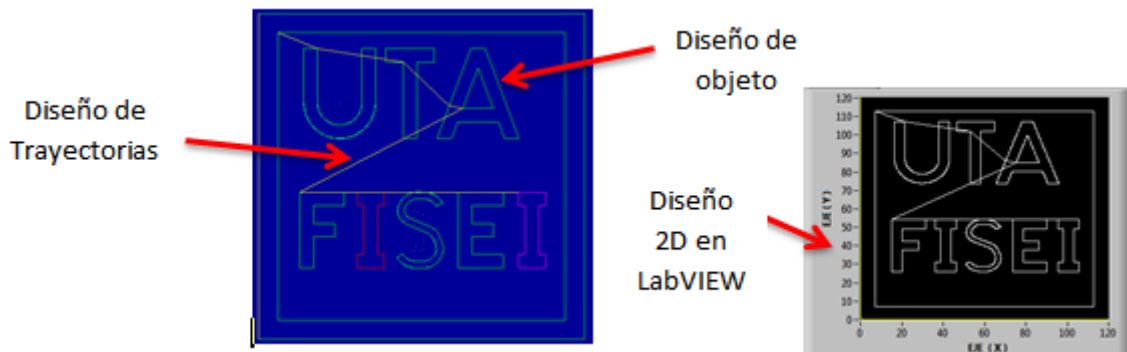 Diseño de
Trayectorias
UTA
FISEI
Diseño de
objeto
Diseño
2D en
LabVIEW
120
110
100
90
80
70
60
50
40
30
20
10
0
EJE (Y)
UTA
FISEI
0 20 40 60 80 100 120
EJE (X)